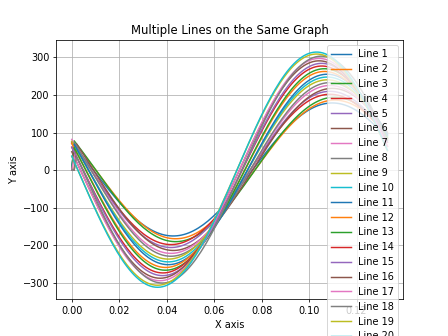 Multiple Lines on the Same Graph
Y axis
300
200
100
0
−100
−200
−300
0.00
0.02
0.04
0.06
0.08
0.10
X axis
Line 1
Line 2
Line 3
Line 4
Line 5
Line 6
Line 7
Line 8
Line 9
Line 10
Line 11
Line 12
Line 13
Line 14
Line 15
Line 16
Line 17
Line 18
Line 19
Line 20